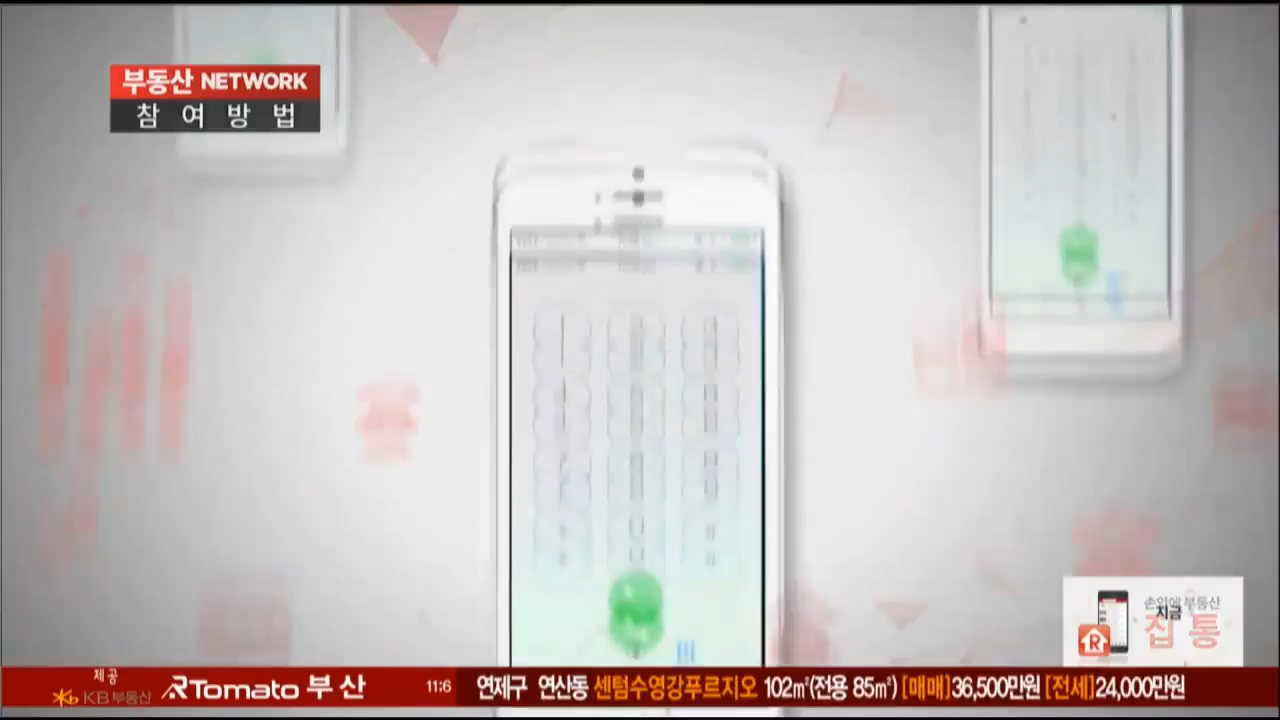 부동산 NETWORK
참여방법
손안에 부동산
지금
집통
제공
KB부동산
RTomato 부산
11:6
연제구 연산동 센텀수영강푸르지오 102㎡(전용 85㎡) [매매]36,500만원 [전세]24,000만원